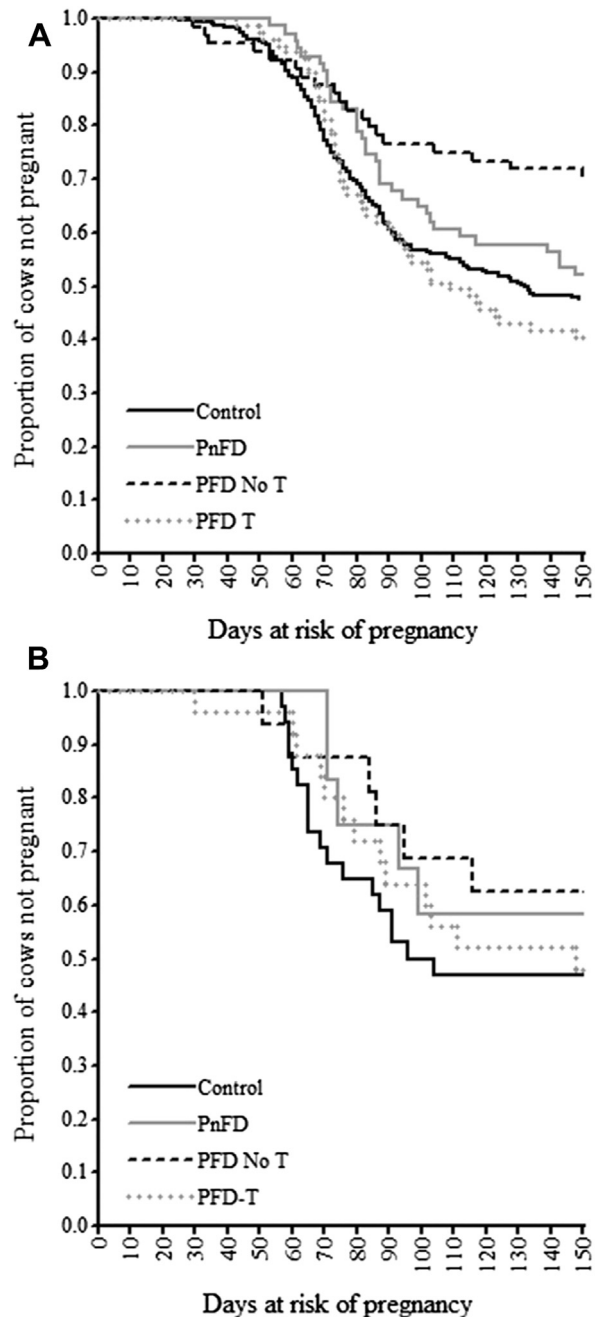 A
Proportion of cows not pregnant
1.0
0.9
0.8
0.7
0.6
0.5
0.4
0.3
0.2
0.1
0.0
Control
PnFD
PFD No T
PFD T
0 10 20 30 40 50 60 70 80 90 100 110 120 130 140 150
Days at risk of pregnancy
B
Proportion of cows not pregnant
1.0
0.9
0.8
0.7
0.6
0.5
0.4
0.3
0.2
0.1
0.0
Control
PnFD
PFD No T
PFD-T
0 10 20 30 40 50 60 70 80 90 100 110 120 130 140 150
Days at risk of pregnancy